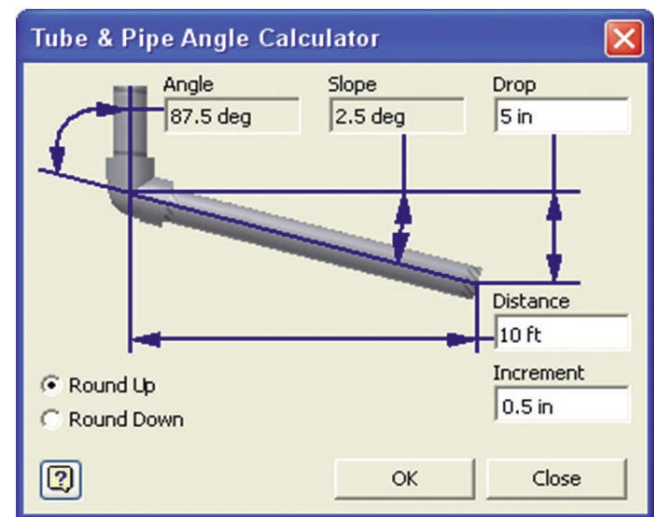 Tube & Pipe Angle Calculator
Angle Slope Drop
87.5 deg 2.5 deg 5 in
Distance
10 ft
Increment
0.5 in
Round Up
Round Down
OK Close